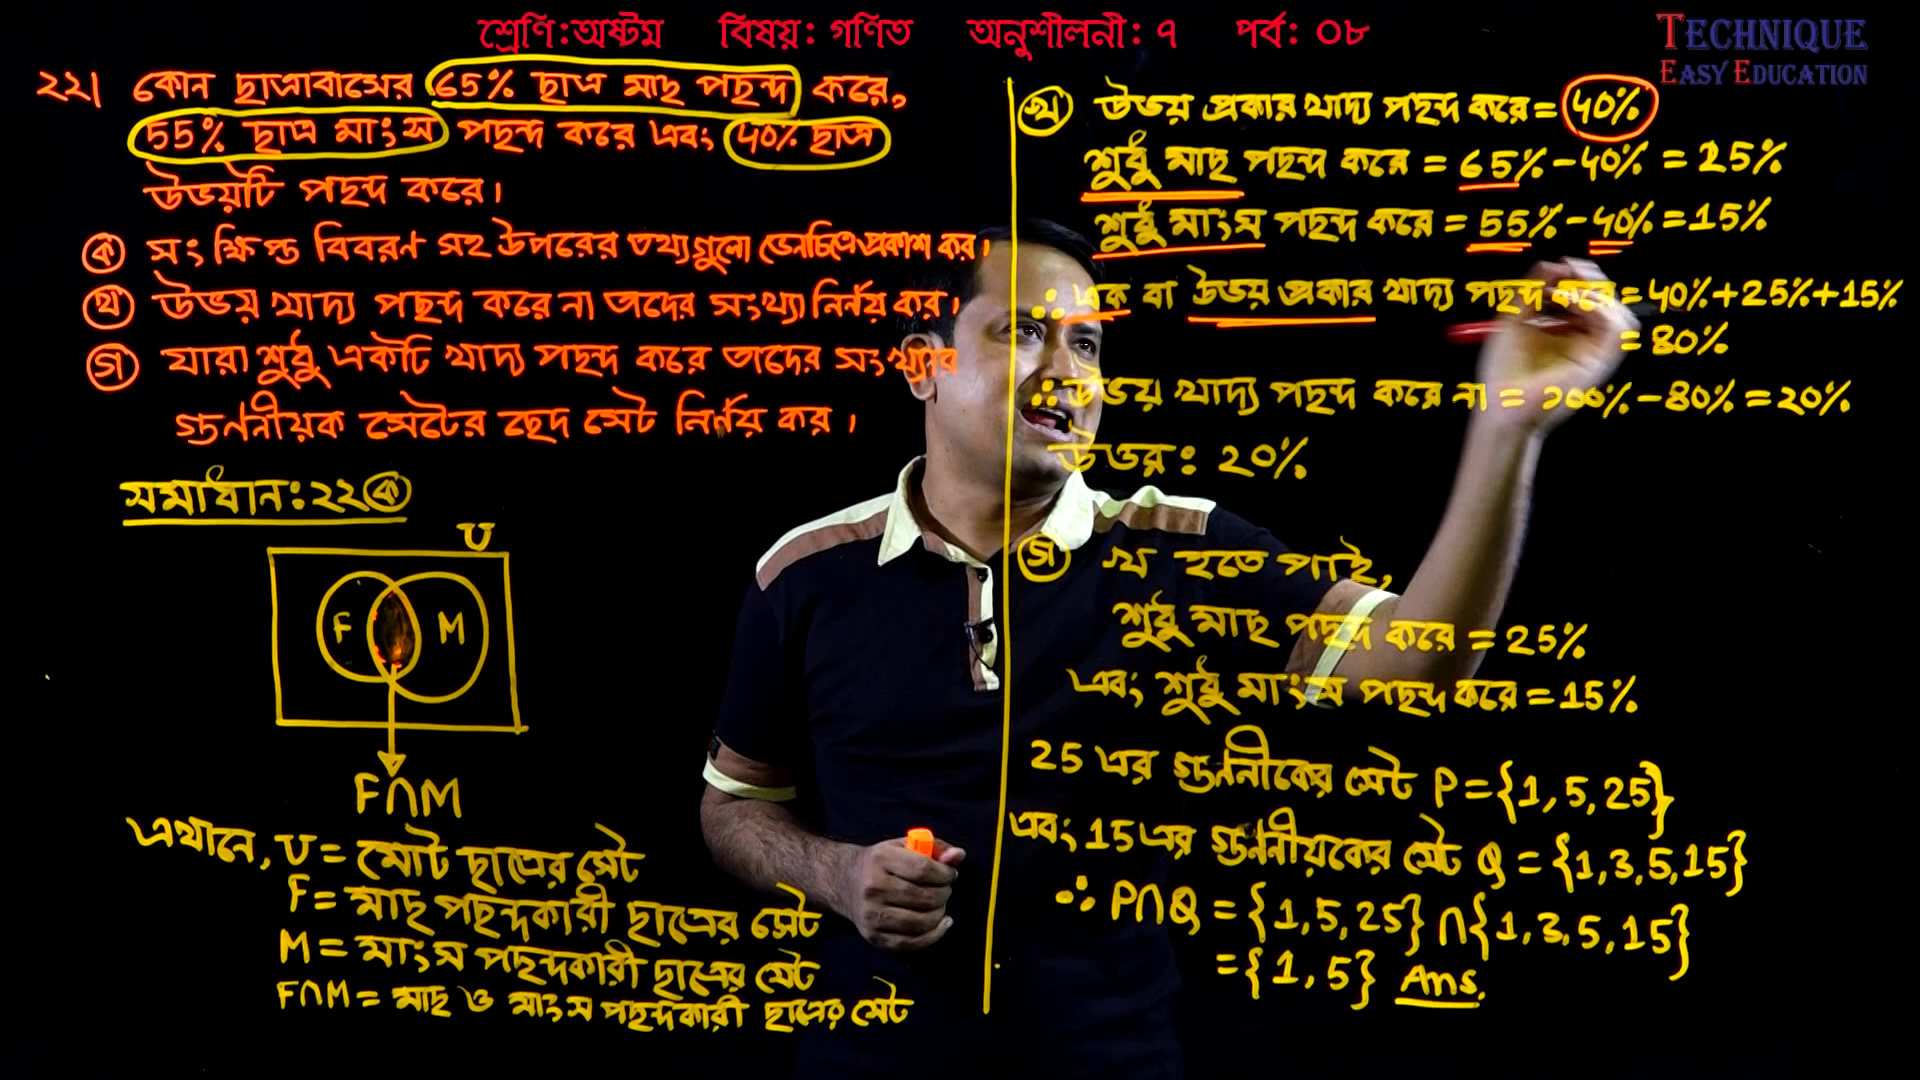 শ্রেণি:অষ্টম বিষয়: গণিত অনুশীলনী: ৭ পর্ব: ০৮
TECHNIQUE
EASY EDUCATION
২২। কোন ছাত্রাবাসের 65% ছাত্র মাছ পছন্দ করে,
55% ছাত্র মাংস পছন্দ করে এবং 40% ছাত্র
উভয়টি পছন্দ করে।
ক সংক্ষিপ্ত বিবরণ সহ উপরের তথ্যগুলো ভেনচিত্রে প্রকাশ কর।
খ উভয় খাদ্য পছন্দ করে না তাদের সংখ্যা নির্নয় কর।
গ যারা শুধু একটি খাদ্য পছন্দ করে তাদের সংখ্যার
গুণনীয়ক সেটের ছেদ সেট নির্ণয় কর।
সমাধান: ২২ ক
U
F M
F∩M
এখানে, U = মোট ছাত্রের সেট
F = মাছ পছন্দকারী ছাত্রের সেট
M = মাংস পছন্দকারী ছাত্রের সেট
F∩M = মাছ ও মাংস পছন্দকারী ছাত্রের সেট
খ উভয় প্রকার খাদ্য পছন্দ করে = 40%
শুধু মাছ পছন্দ করে = 65% - 40% = 25%
শুধু মাংস পছন্দ করে = 55% - 40% = 15%
∴ এক বা উভয় প্রকার খাদ্য পছন্দ করে = 40% + 25% + 15%
= 80%
∴ উভয় খাদ্য পছন্দ করে না = 100% - 80% = 20%
উত্তর: 20%
গ খ হতে পাই,
শুধু মাছ পছন্দ করে = 25%
এবং শুধু মাংস পছন্দ করে = 15%
25 এর গুণনীকের সেট P = {1, 5, 25}
এবং 15 এর গুণনীয়কের সেট Q = {1, 3, 5, 15}
∴ P∩Q = {1, 5, 25} ∩ {1, 3, 5, 15}
= {1, 5} Ans.